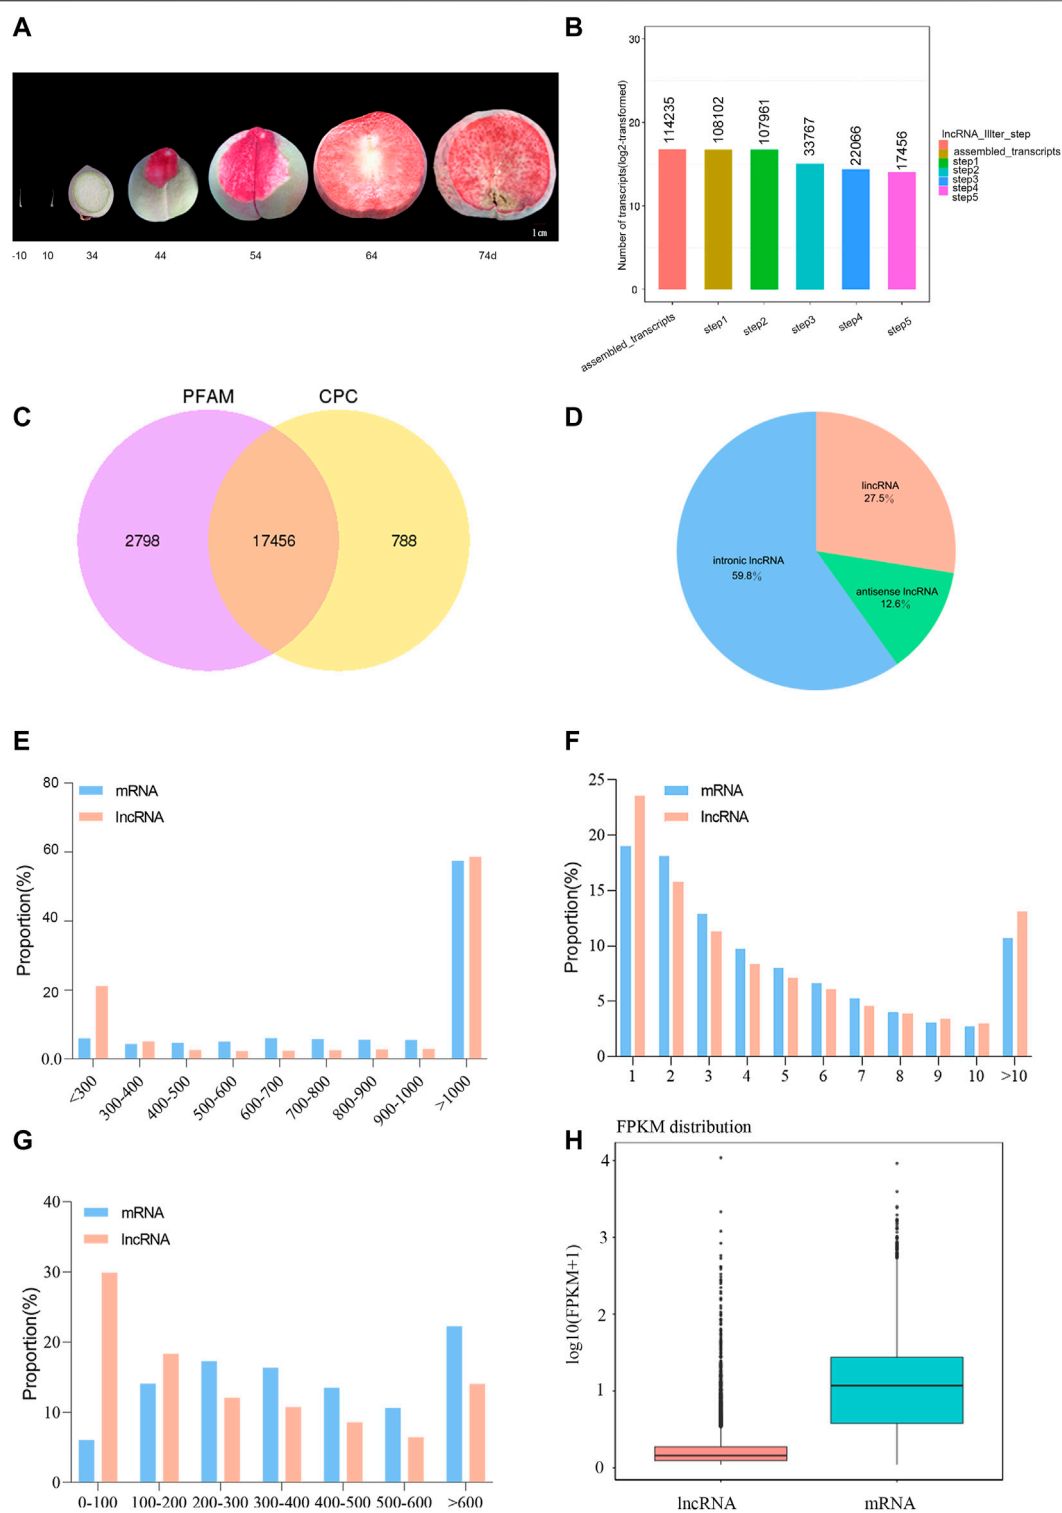 A
1 cm
-10 10 34 44 54 64 74d
B
Number of transcripts(log2-transformed)
30
20
10
0
114235
108102
107961
33767
22066
17456
assembled_transcripts
step1
step2
step3
step4
step5
lncRNA_IIIter_step
assembled_transcripts
step1
step2
step3
step4
step5
C
PFAM CPC
2798 17456 788
D
lincRNA
27.5%
intronic lncRNA
59.8%
antisense lncRNA
12.6%
E
mRNA
lncRNA
Proportion(%)
80
60
40
20
0.0
<300
300-400
400-500
500-600
600-700
700-800
800-900
900-1000
>1000
F
mRNA
lncRNA
Proportion(%)
25
20
15
10
5
0
1 2 3 4 5 6 7 8 9 10 >10
G
mRNA
lncRNA
Proportion(%)
40
30
20
10
0
0-100 100-200 200-300 300-400 400-500 500-600 >600
H
FPKM distribution
log10(FPKM+1)
4
3
2
1
0
lncRNA mRNA